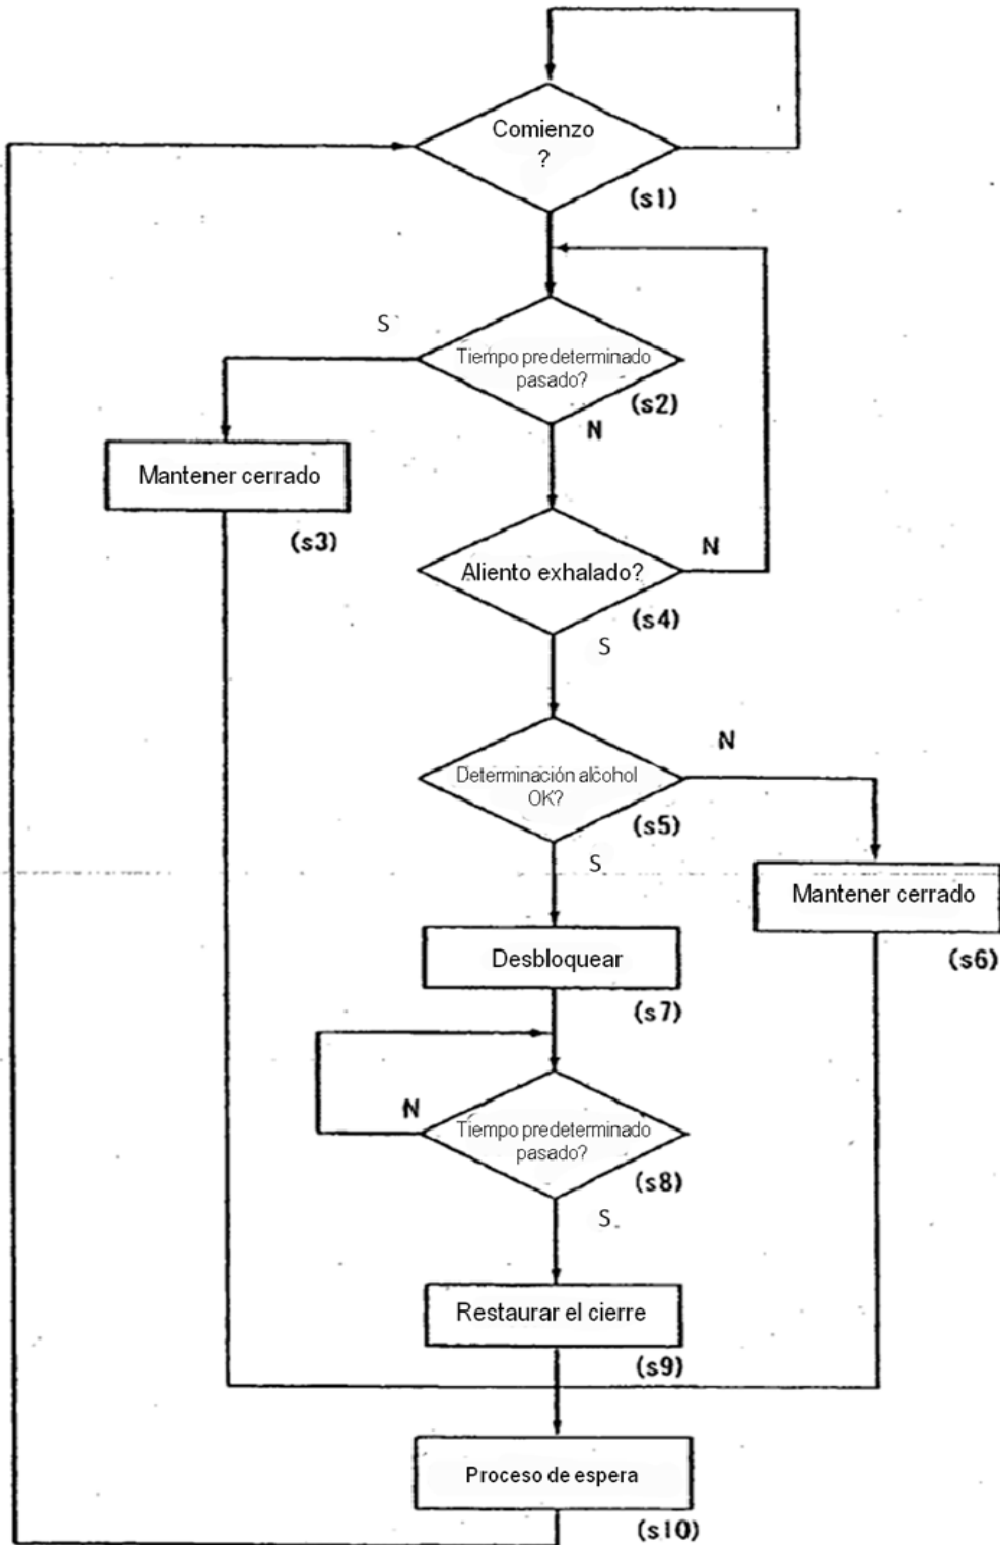 Comienzo
?
(s1)
S
Tiempo predeterminado
pasado?
(s2)
N
Mantener cerrado
(s3)
Aliento exhalado?
N
(s4)
S
Determinación alcohol
OK?
N
(s5)
S
Mantener cerrado
(s6)
Desbloquear
(s7)
N
Tiempo predeterminado
pasado?
(s8)
S
Restaurar el cierre
(s9)
Proceso de espera
(s10)